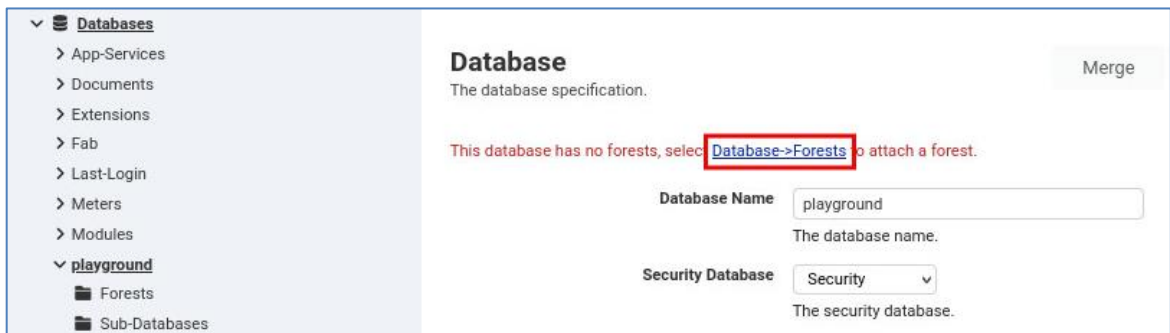 Databases
App-Services
Documents
Extensions
Fab
Last-Login
Meters
Modules
playground
Forests
Sub-Databases
Database
Merge
The database specification.
This database has no forests, selec Database->Forests o attach a forest.
Database Name playground
The database name.
Security Database Security
The security database.